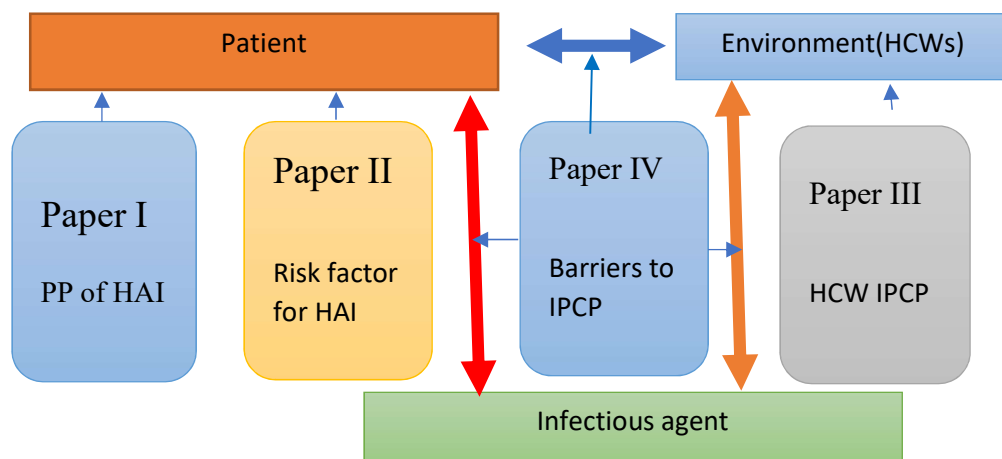 Patient
Environment(HCWs)
Paper I
PP of HAI
Paper II
Risk factor
for HAI
Paper IV
Barriers to
IPCP
Paper III
HCW IPCP
Infectious agent